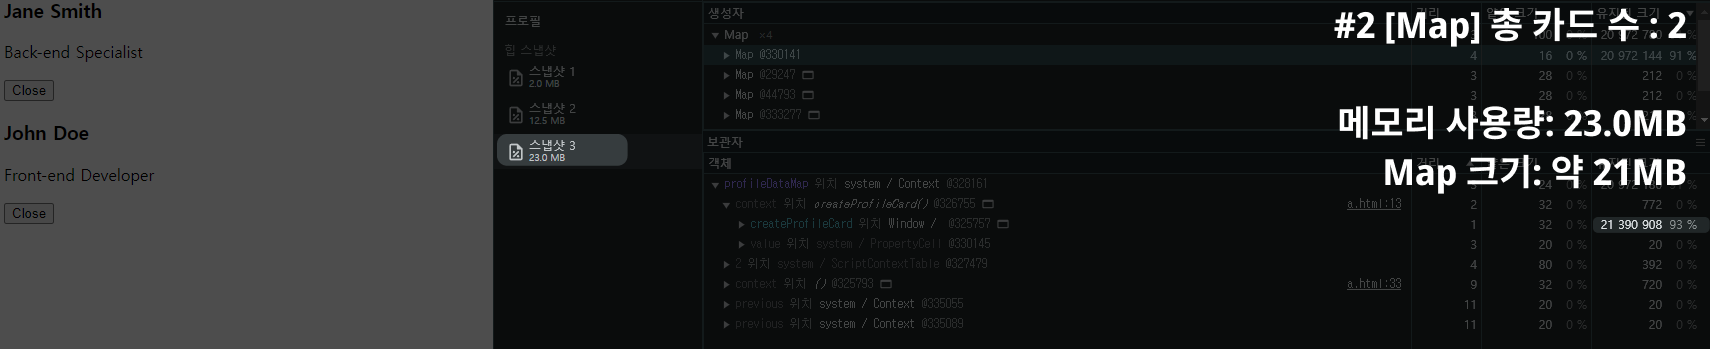 Jane Smith
Back-end Specialist
Close
John Doe
Front-end Developer
Close
프로필
힙 스냅샷
스냅샷 1
2.0 MB
스냅샷 2
12.5 MB
스냅샷 3
23.0 MB
생성자
Map ×4
Map @330141 4 16 0 % 20 972 144 91 %
Map @29247 3 28 0 % 212 0 %
Map @44793 3 28 0 % 212 0 %
Map @333277 28 0 %
보관자
객체
profileDataMap 위치 system / Context @328161 24 0 %
context 위치 createProfileCard() @326755 a.html:13 2 32 0 % 772 0 %
createProfileCard 위치 Window / @325757 1 32 0 % 21 390 908 93 %
value 위치 system / PropertyCell @330145 3 20 0 % 20 0 %
2 위치 system / ScriptContextTable @327479 4 80 0 % 392 0 %
context 위치 () @325793 a.html:33 9 32 0 % 720 0 %
previous 위치 system / Context @335055 11 20 0 % 20 0 %
previous 위치 system / Context @335089 11 20 0 % 20 0 %
#2 [Map] 총 카드 수 : 2
메모리 사용량: 23.0MB
Map 크기: 약 21MB